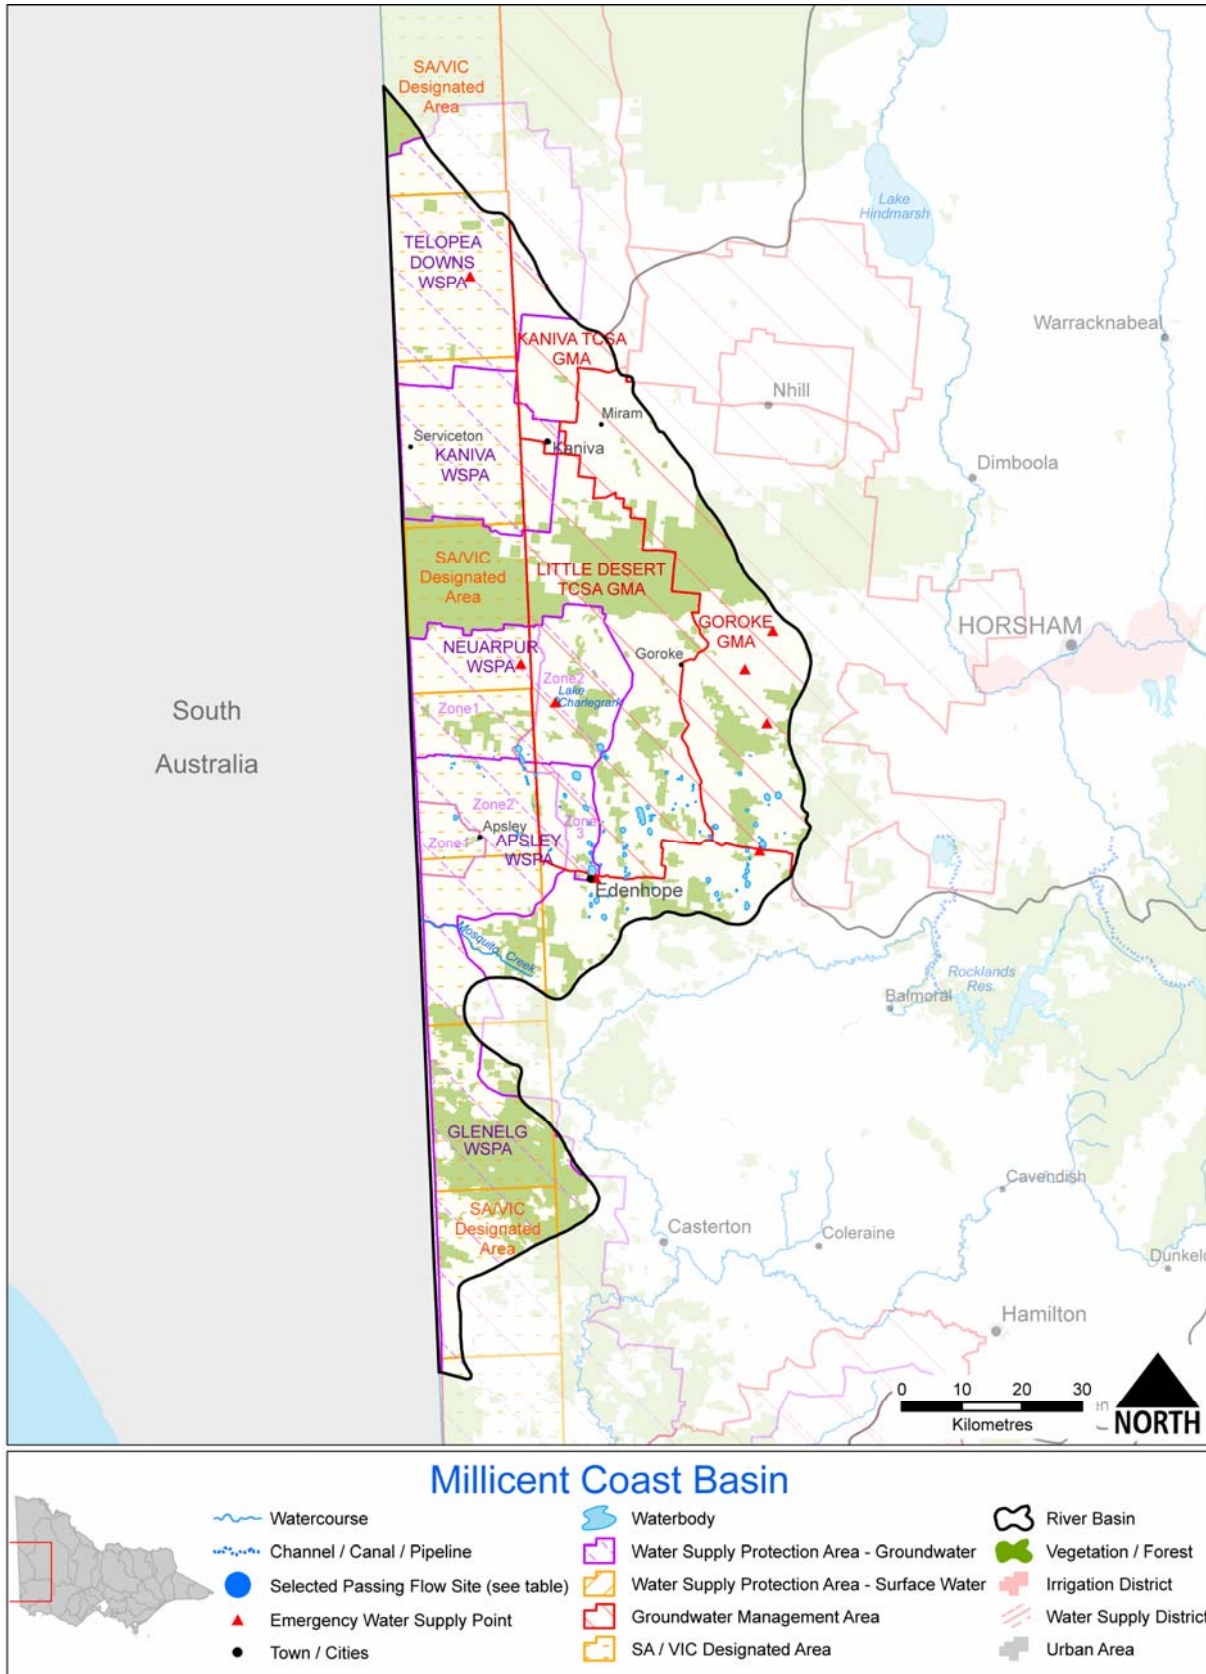 SA/VIC
Designated
Area
Lake
Hindmarsh
TELOPEA
DOWNS
WSPA
Warracknabeal
KANIVA TCSA
GMA
Nhill
Miram
Serviceton
Kaniva
KANIVA
WSPA
Dimboola
SA/VIC
Designated
Area
LITTLE DESERT
TCSA GMA
GOROKE
GMA
HORSHAM
NEUARPUR
WSPA
Goroke
Zone2
Lake
Charlegrark
Zone1
South
Australia
Zone2
Zone
3
Apsley
Zone1
APSLEY
WSPA
Edenhope
Mosquito Creek
Rocklands
Res.
Balmoral
GLENELG
WSPA
Cavendish
SA/VIC
Designated
Area
Casterton
Coleraine
Dunkeld
Hamilton
0 10 20 30
Kilometres
NORTH
Millicent Coast Basin
Watercourse
Channel / Canal / Pipeline
Selected Passing Flow Site (see table)
Emergency Water Supply Point
Town / Cities
Waterbody
Water Supply Protection Area - Groundwater
Water Supply Protection Area - Surface Water
Groundwater Management Area
SA / VIC Designated Area
River Basin
Vegetation / Forest
Irrigation District
Water Supply District
Urban Area